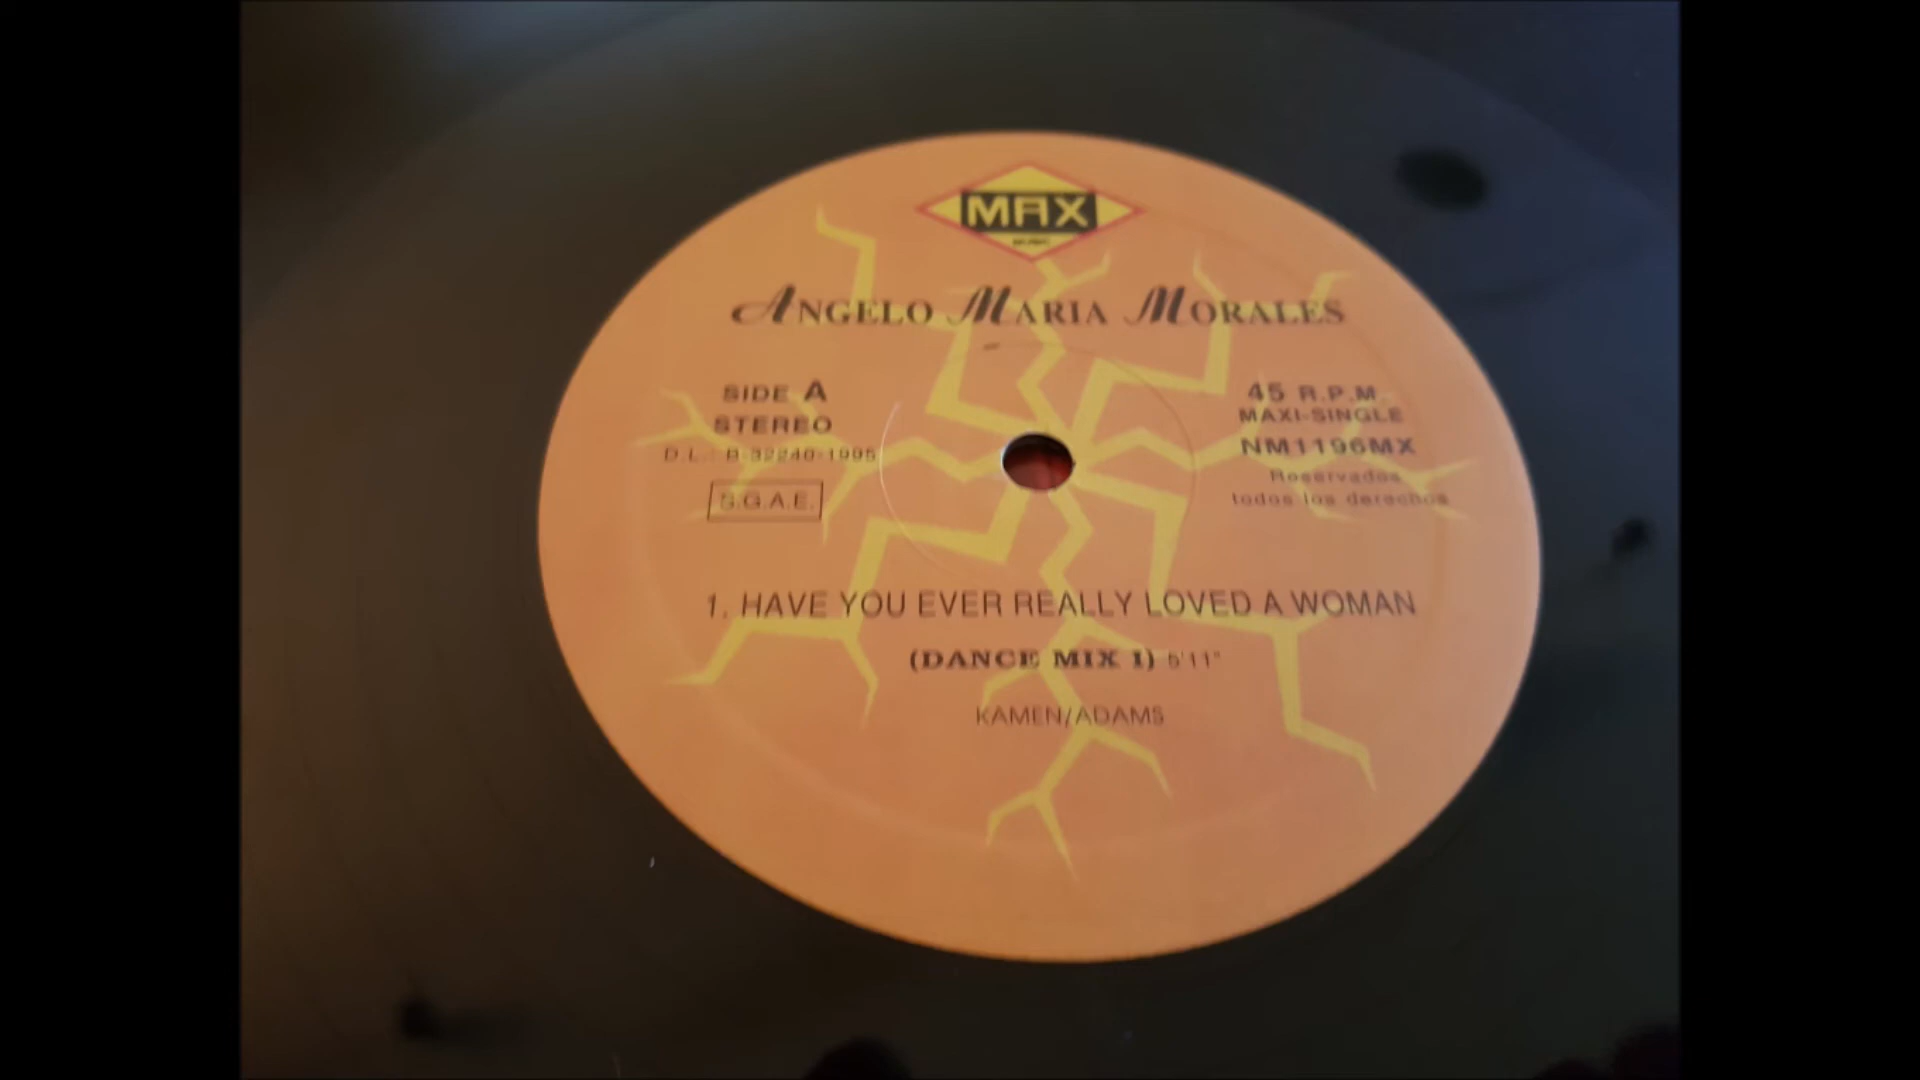 MAX
MUSIC
ANGELO MARIA MORALES
SIDE A
STEREO
D.L.: B-32240-1995
S.G.A.E.
45 R.P.M.
MAXI-SINGLE
NM1196MX
Reservados
todos los derechos
1. HAVE YOU EVER REALLY LOVED A WOMAN
(DANCE MIX I) 5'11"
KAMEN/ADAMS